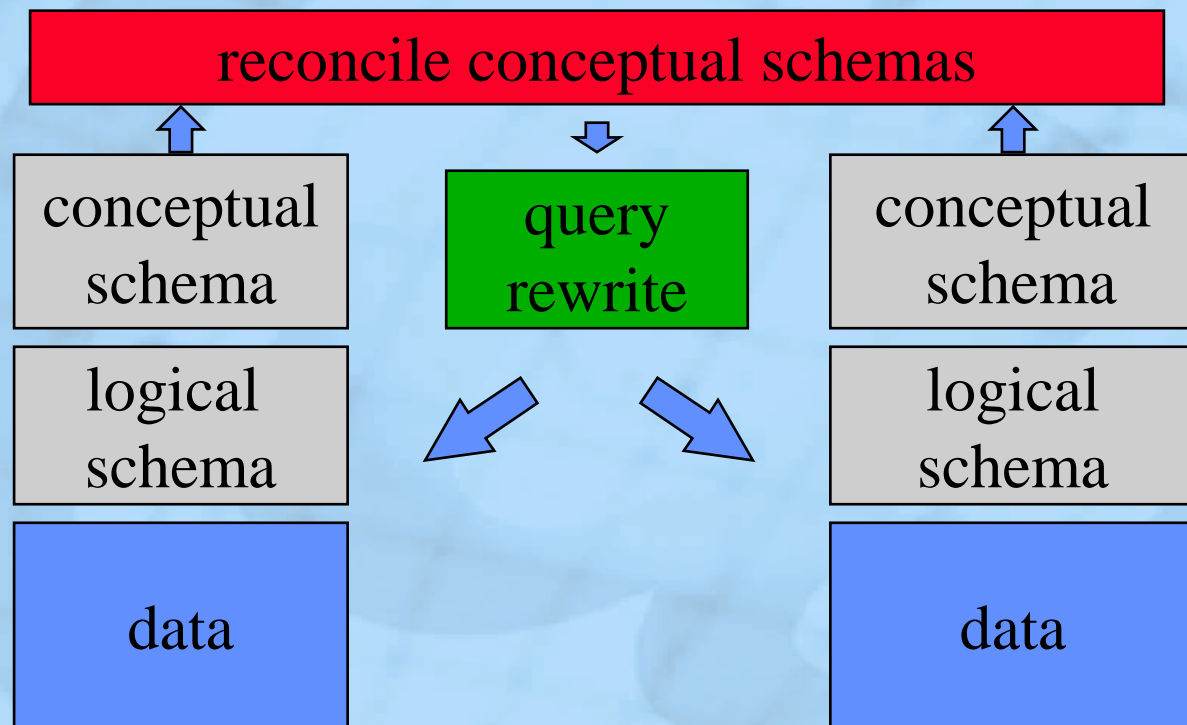 reconcile conceptual schemas
conceptual
schema
query
rewrite
conceptual
schema
logical
schema
logical
schema
data
data